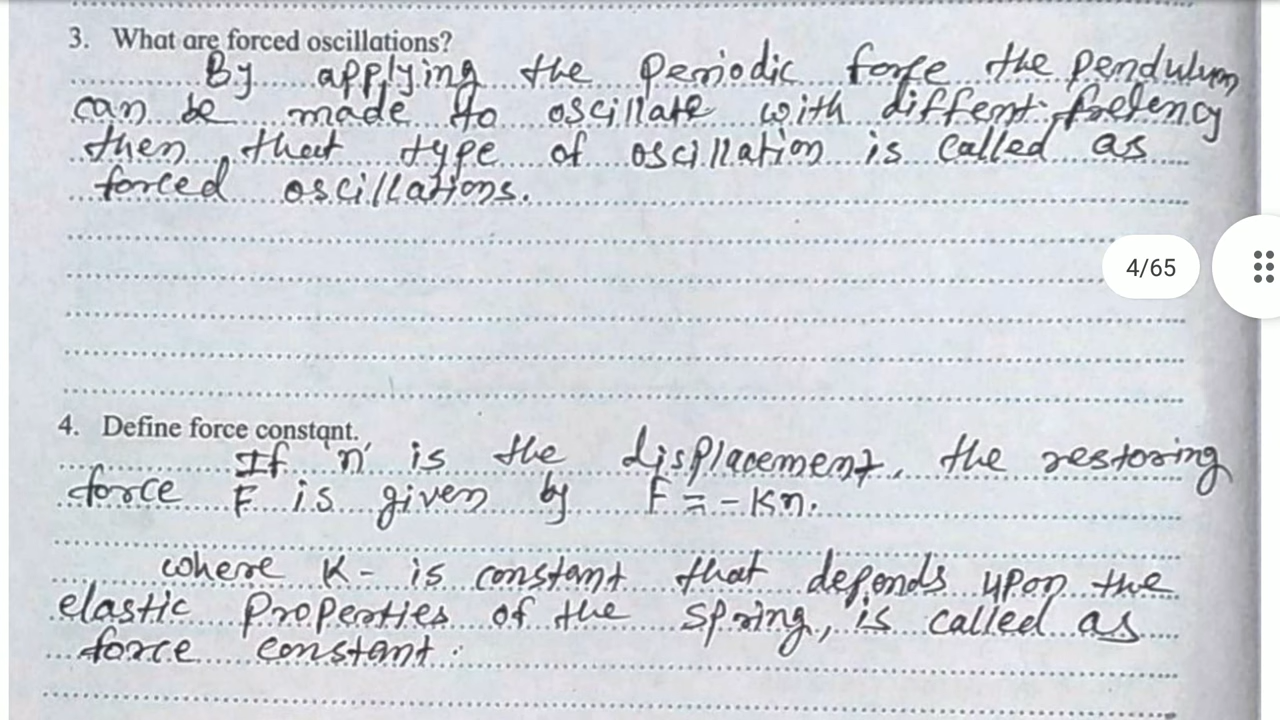 3. What are forced oscillations?
By applying the periodic force the pendulum
can be made to oscillate with diffent frelency
then, that type of oscillation is called as
forced oscillations.
4/65
4. Define force constant.
If 'n' is the displacement, the restoring
force F is given by F = -Kn.
where K - is constant that depends upon the
elastic properties of the spring, is called as
force constant.